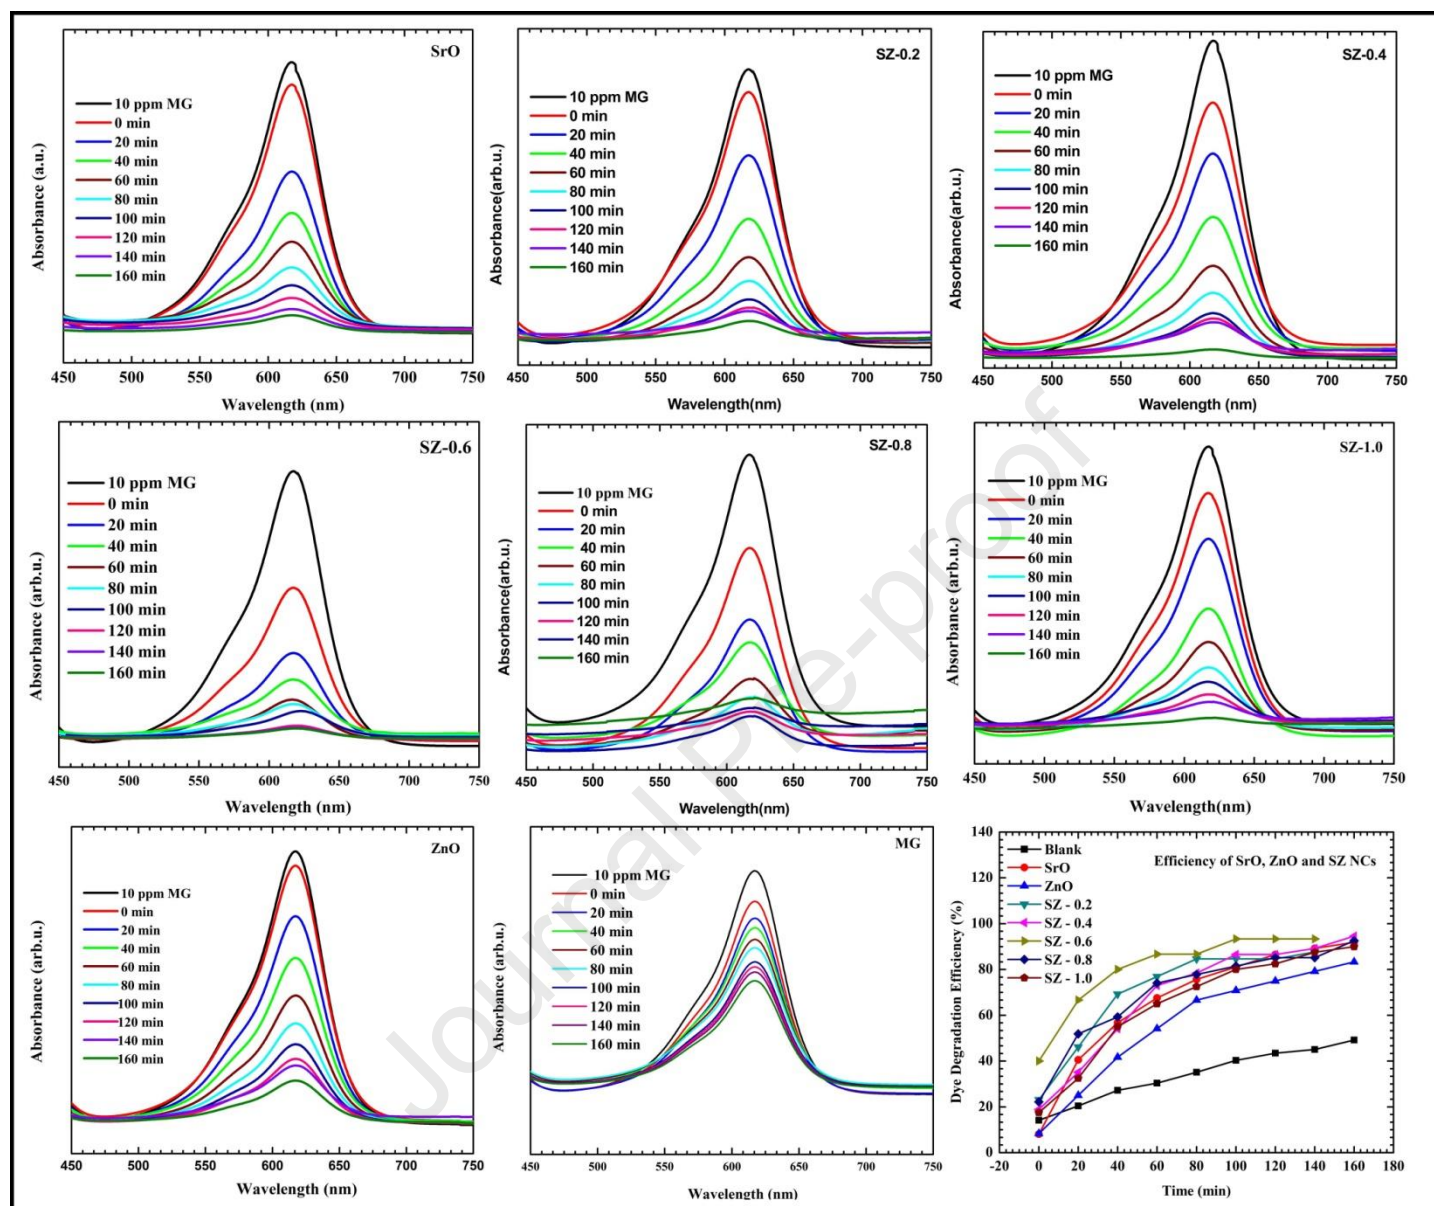 SrO
10 ppm MG
0 min
20 min
40 min
60 min
80 min
100 min
120 min
140 min
160 min
Absorbance (a.u.)
450 500 550 600 650 700 750
Wavelength (nm)
SZ-0.2
10 ppm MG
0 min
20 min
40 min
60 min
80 min
100 min
120 min
140 min
160 min
Absorbance(arb.u.)
450 500 550 600 650 700 750
Wavelength(nm)
SZ-0.4
10 ppm MG
0 min
20 min
40 min
60 min
80 min
100 min
120 min
140 min
160 min
Absorbance(arb.u.)
450 500 550 600 650 700 750
Wavelength(nm)
SZ-0.6
10 ppm MG
0 min
20 min
40 min
60 min
80 min
100 min
120 min
140 min
160 min
Absorbance (arb.u.)
450 500 550 600 650 700 750
Wavelength (nm)
SZ-0.8
10 ppm MG
0 min
20 min
40 min
60 min
80 min
100 min
120 min
140 min
160 min
Absorbance(arb.u.)
450 500 550 600 650 700 750
Wavelength(nm)
SZ-1.0
10 ppm MG
0 min
20 min
40 min
60 min
80 min
100 min
120 min
140 min
160 min
Absorbance (arb.u.)
450 500 550 600 650 700 750
Wavelength(nm)
ZnO
10 ppm MG
0 min
20 min
40 min
60 min
80 min
100 min
120 min
140 min
160 min
Absorbance (arb.u.)
450 500 550 600 650 700 750
Wavelength (nm)
MG
10 ppm MG
0 min
20 min
40 min
60 min
80 min
100 min
120 min
140 min
160 min
Absorbance (arb.u.)
450 500 550 600 650 700 750
Wavelength (nm)
Efficiency of SrO, ZnO and SZ NCs
Blank
SrO
ZnO
SZ - 0.2
SZ - 0.4
SZ - 0.6
SZ - 0.8
SZ - 1.0
Dye Degradation Efficiency (%)
140
120
100
80
60
40
20
0
-20 0 20 40 60 80 100 120 140 160 180
Time (min)
Journal Pre-proof